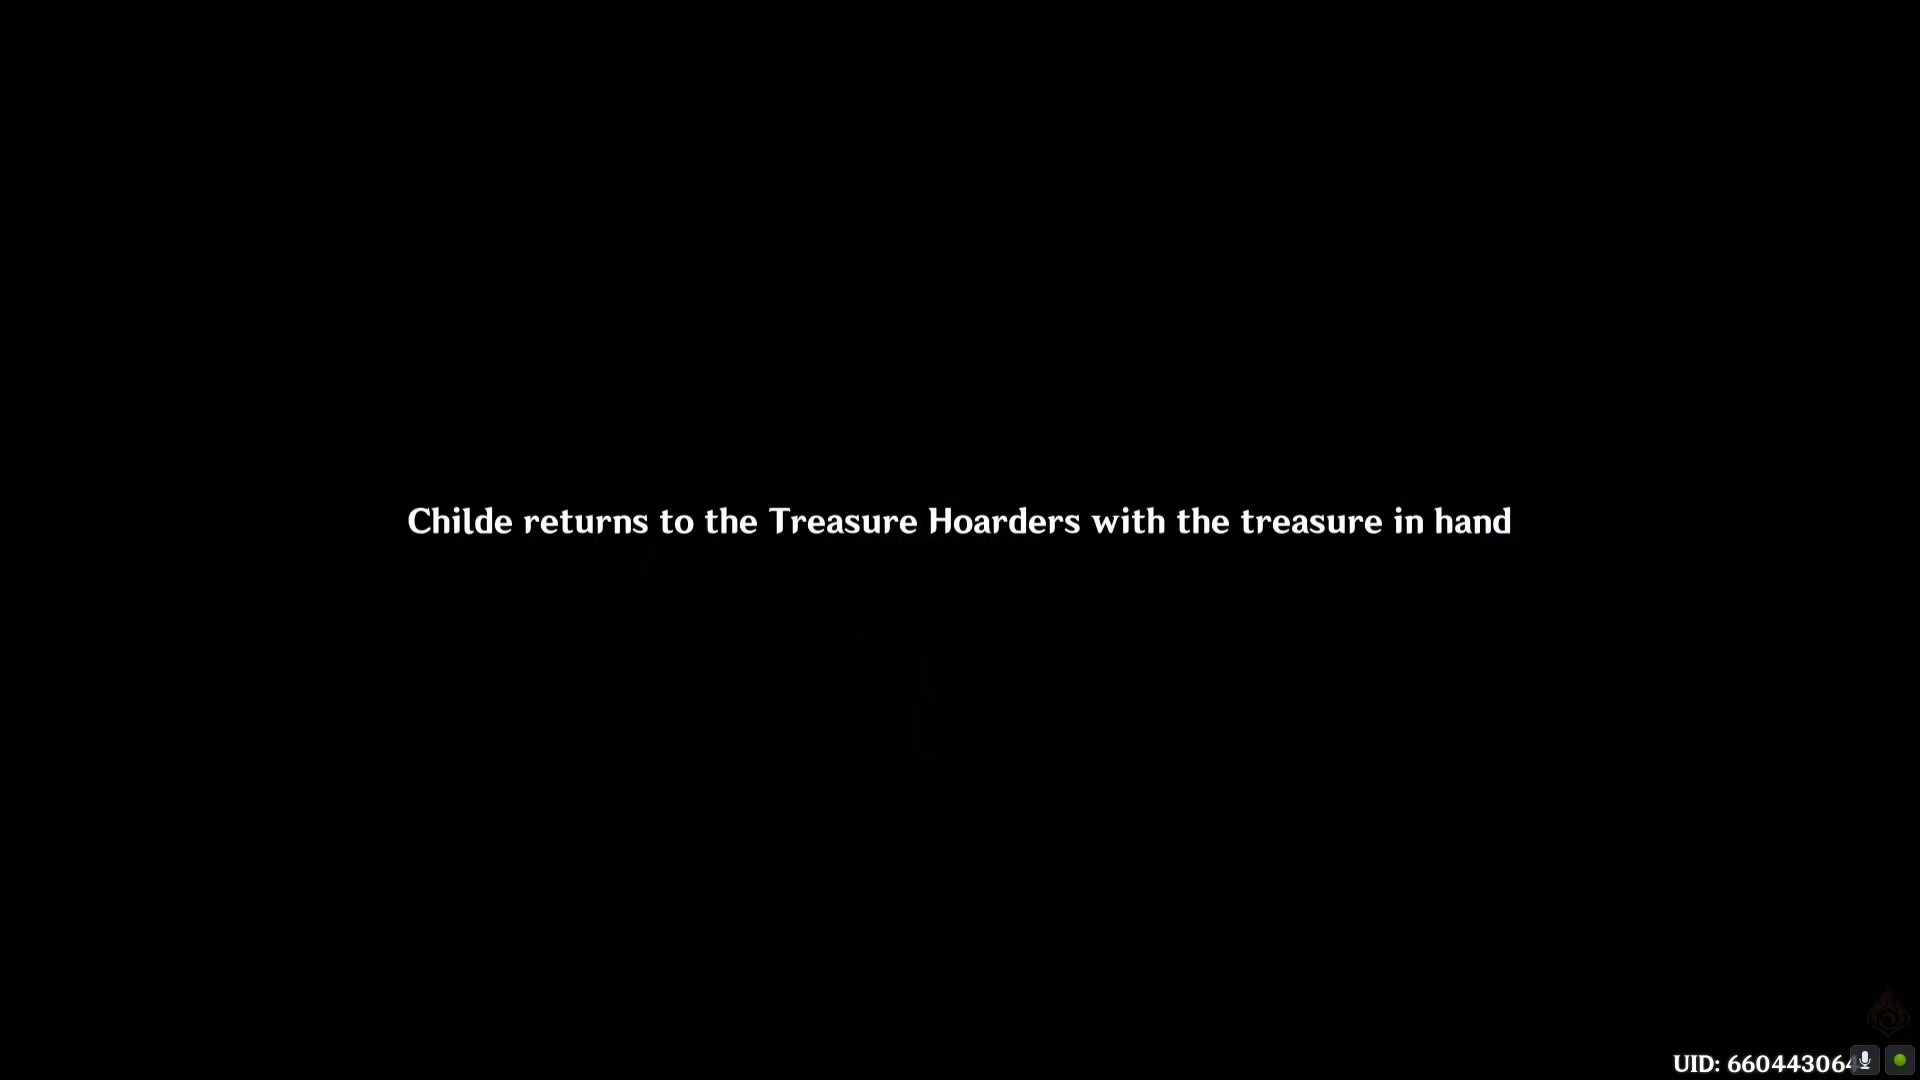 Childe returns to the Treasure Hoarders with the treasure in hand
UID: 66044306